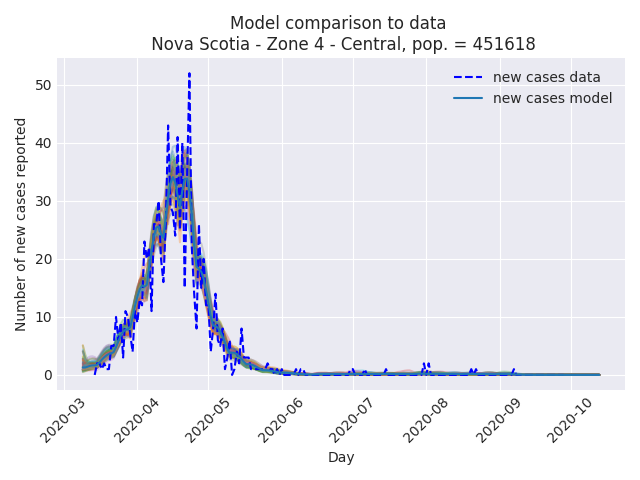 Model comparison to data
Nova Scotia - Zone 4 - Central, pop. = 451618
new cases data
new cases model
Number of new cases reported
50
40
30
20
10
0
2020-03
2020-04
2020-05
2020-06
2020-07
2020-08
2020-09
2020-10
Day